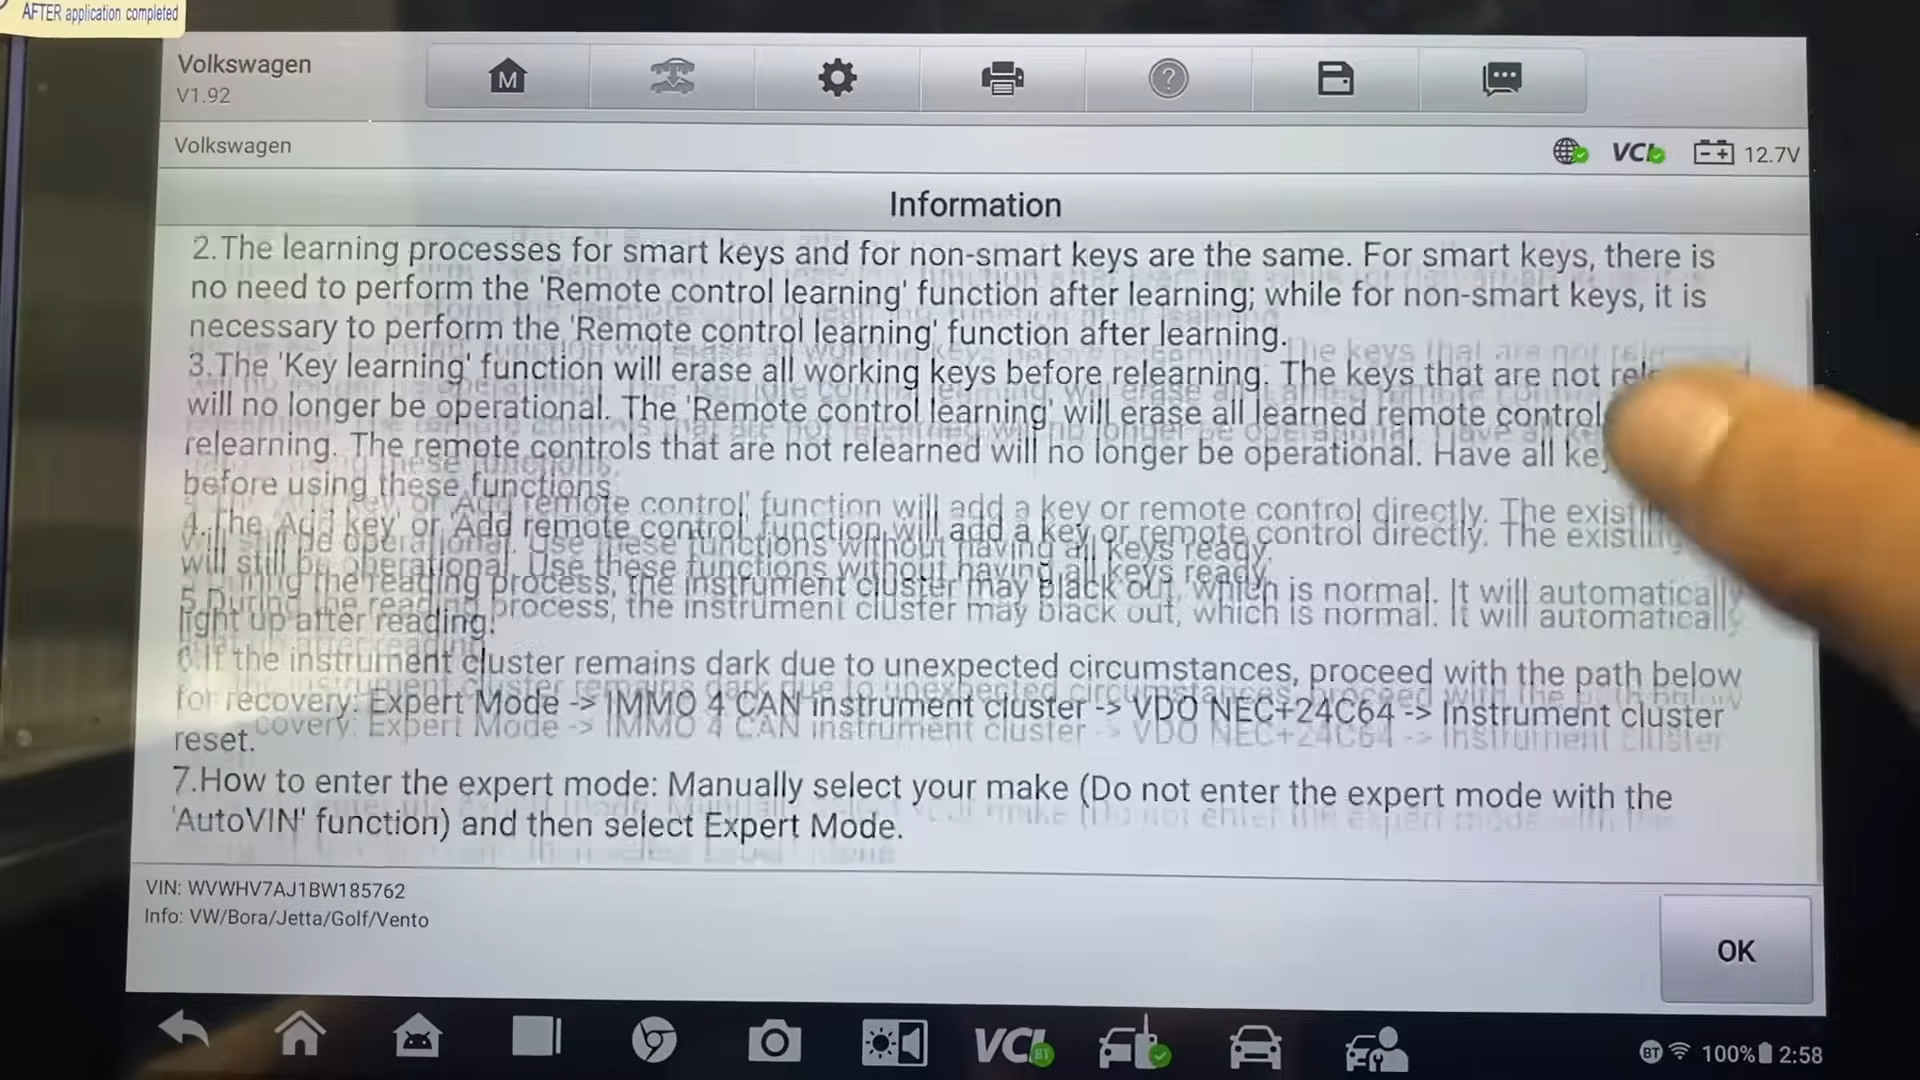 AFTER application completed
Volkswagen
V1.92
M
?
Volkswagen
VCI
12.7V
Information
2.The learning processes for smart keys and for non-smart keys are the same. For smart keys, there is
no need to perform the 'Remote control learning' function after learning; while for non-smart keys, it is
necessary to perform the 'Remote control learning' function after learning.
3.The 'Key learning' function will erase all working keys before relearning. The keys that are not
will no longer be operational. The 'Remote control learning' will erase all learned remote control
relearning. The remote controls that are not relearned will no longer be operational. Have all
before using these functions.
4.The 'Add key' or 'Add remote control' function will add a key or remote control directly. The
will still be operational. Use these functions without having all keys ready.
5.During the reading process, the instrument cluster may black out, which is normal. It will automatically
light up after reading.
6.If the instrument cluster remains dark due to unexpected circumstances, proceed with the path below
for recovery: Expert Mode -> IMMO 4 CAN instrument cluster -> VDO NEC+24C64 -> Instrument cluster
reset.
7.How to enter the expert mode: Manually select your make (Do not enter the expert mode with the
'AutoVIN' function) and then select Expert Mode.
VIN: WVWHV7AJ1BW185762
Info: VW/Bora/Jetta/Golf/Vento
OK
VCI
BT
BT
100%
2:58